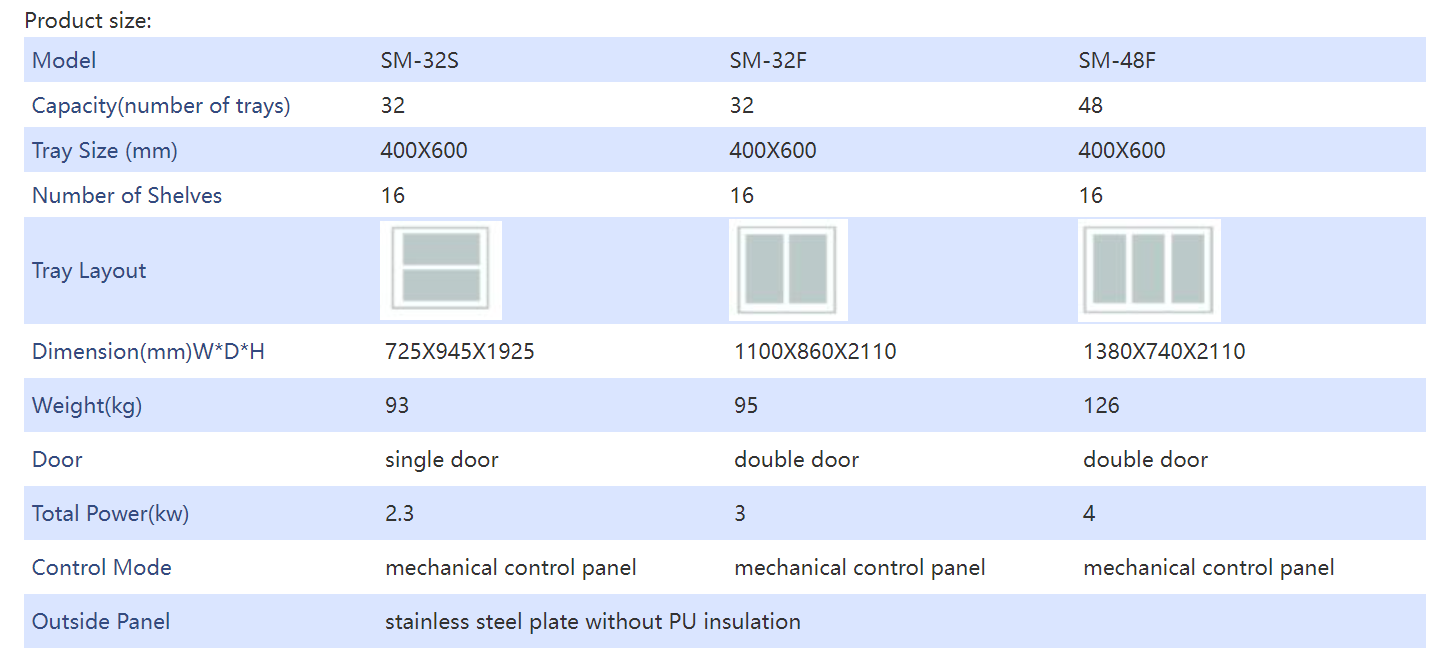 Product size:
Model SM-32S SM-32F SM-48F
Capacity(number of trays) 32 32 48
Tray Size (mm) 400X600 400X600 400X600
Number of Shelves 16 16 16
Tray Layout
Dimension(mm)W*D*H 725X945X1925 1100X860X2110 1380X740X2110
Weight(kg) 93 95 126
Door single door double door double door
Total Power(kw) 2.3 3 4
Control Mode mechanical control panel mechanical control panel mechanical control panel
Outside Panel stainless steel plate without PU insulation